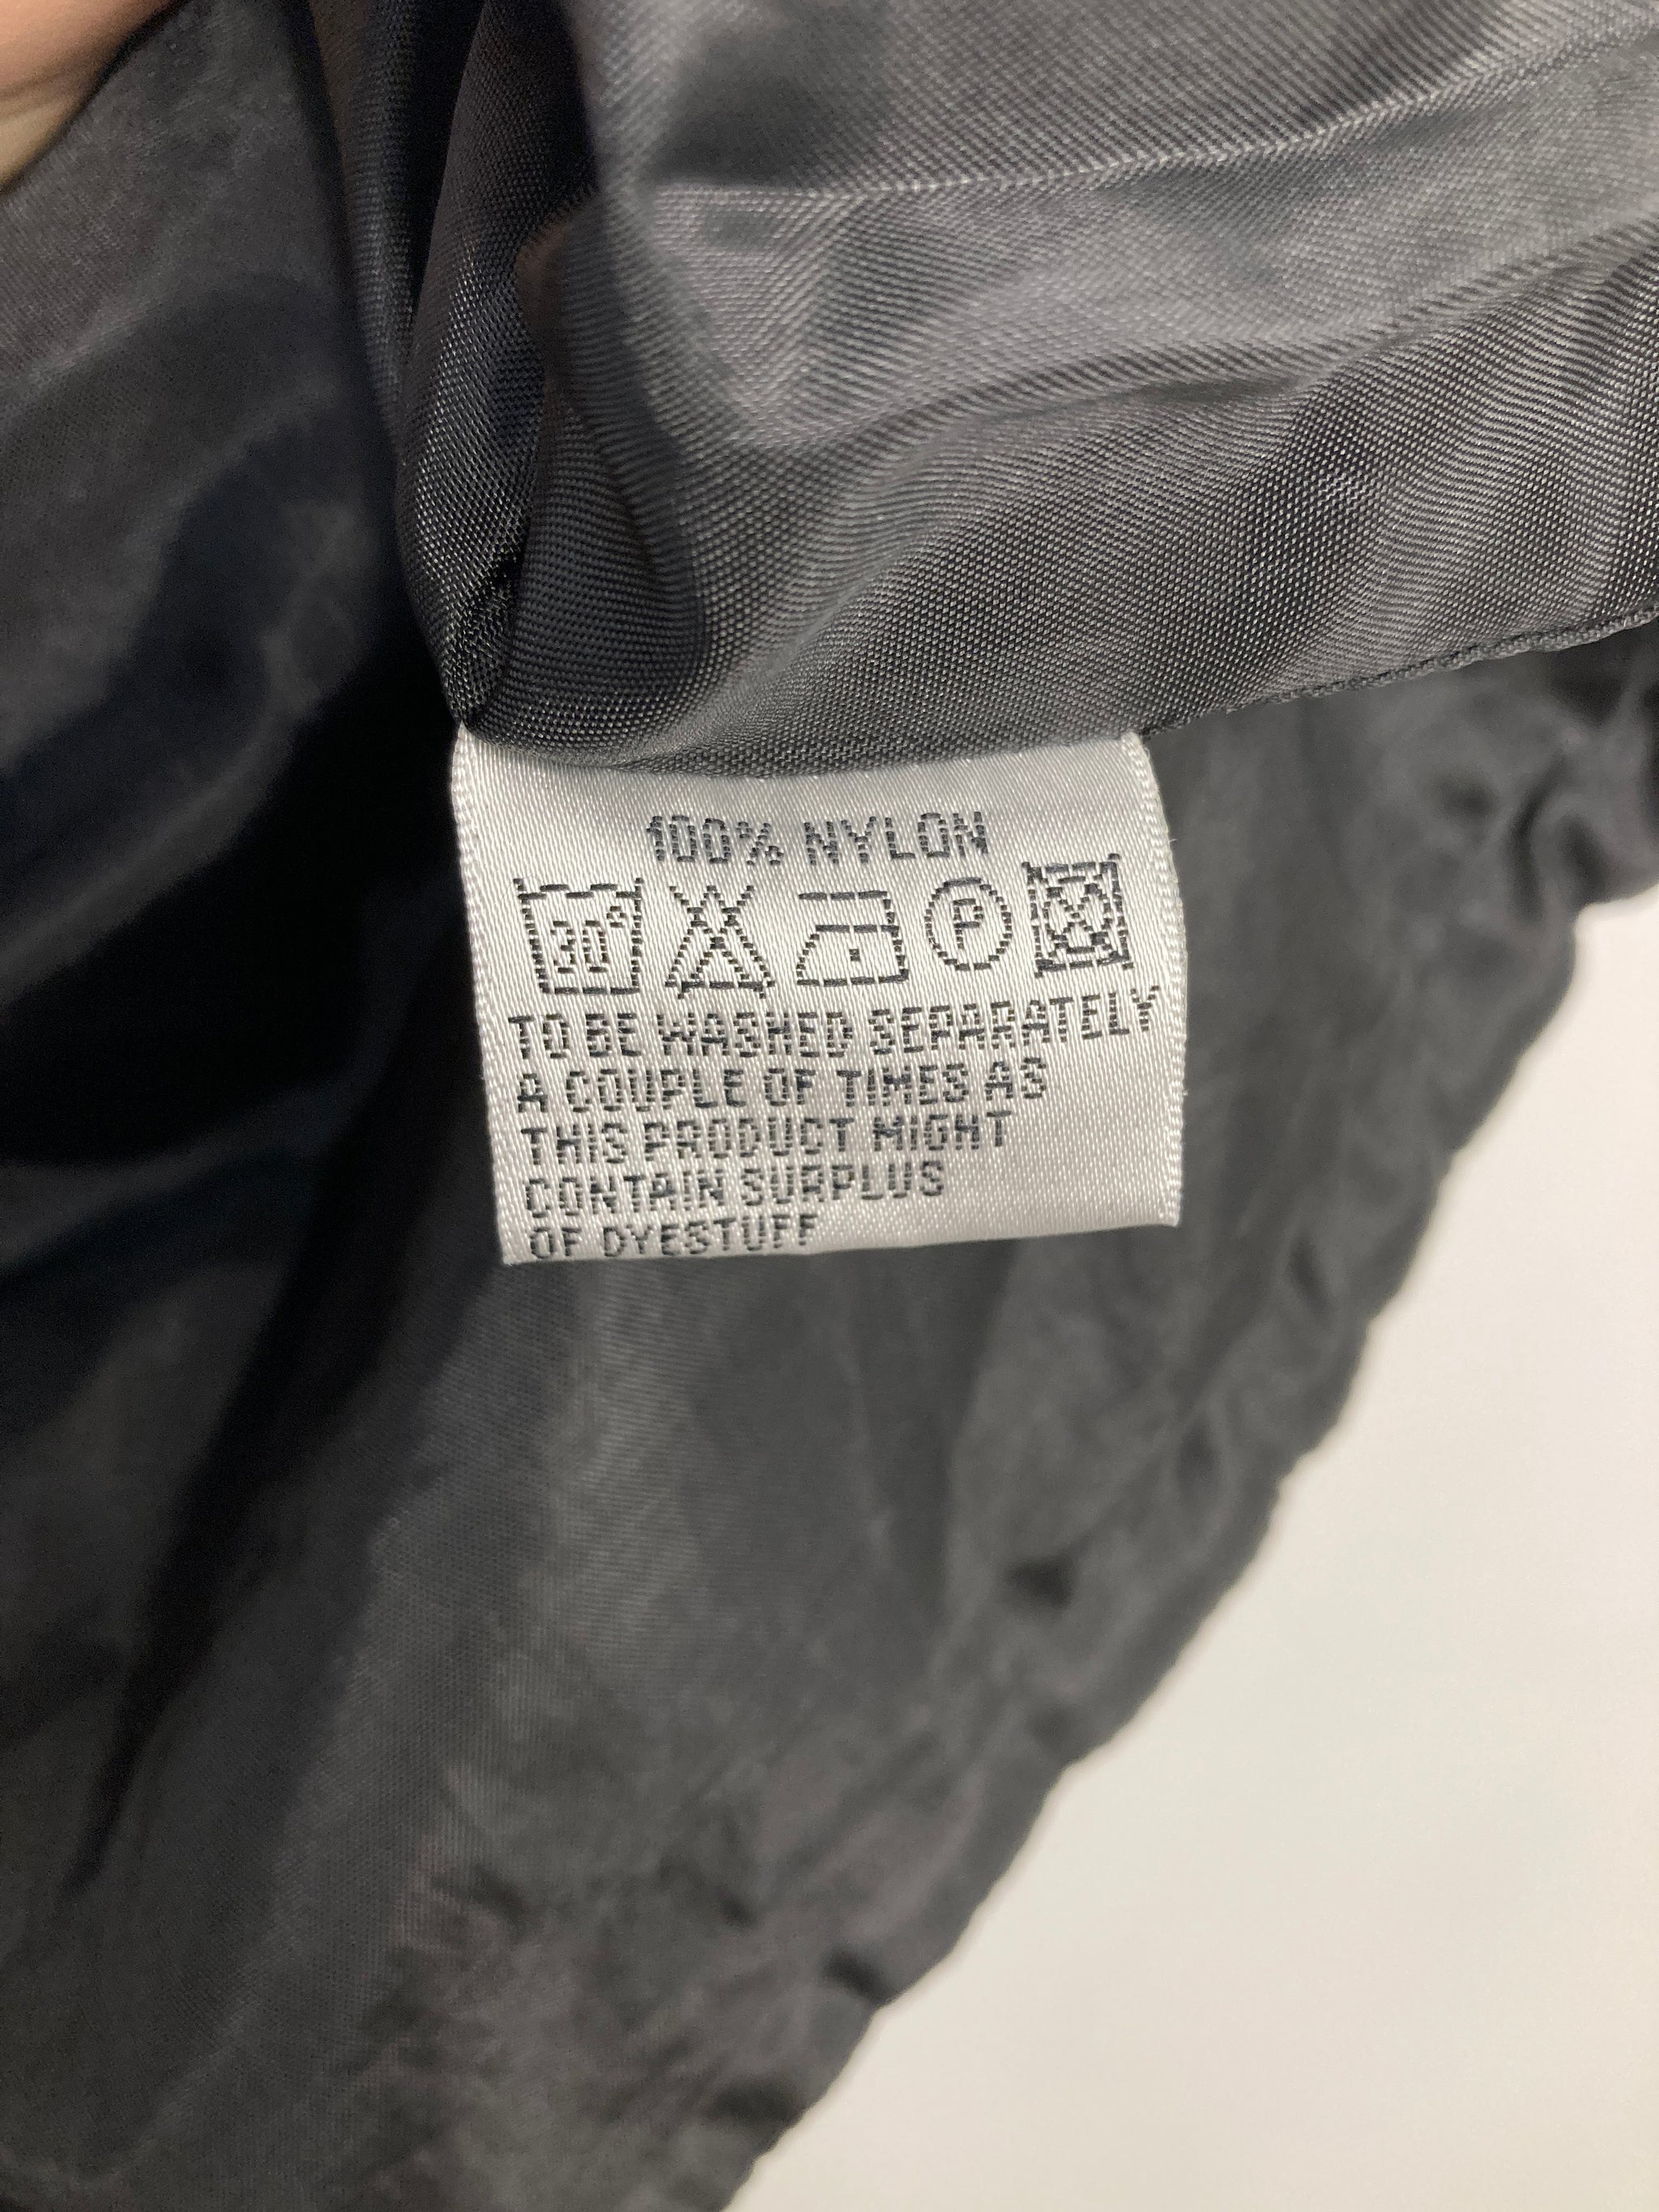 100% NYLON
30° P
TO BE WASHED SEPARATELY
A COUPLE OF TIMES AS
THIS PRODUCT MIGHT
CONTAIN SURPLUS
OF DYESTUFF